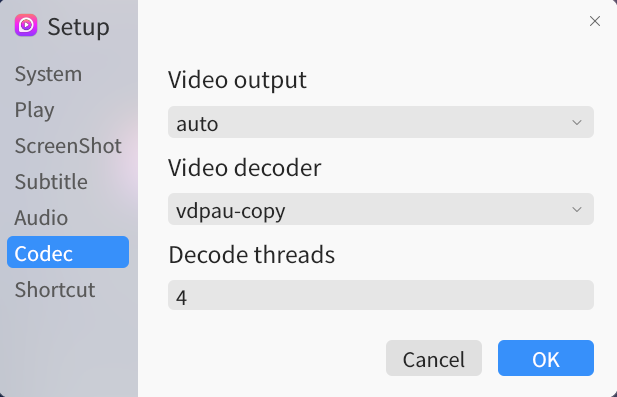 Setup
System
Play
ScreenShot
Subtitle
Audio
Codec
Shortcut
Video output
auto
Video decoder
vdpau-copy
Decode threads
4
Cancel
OK